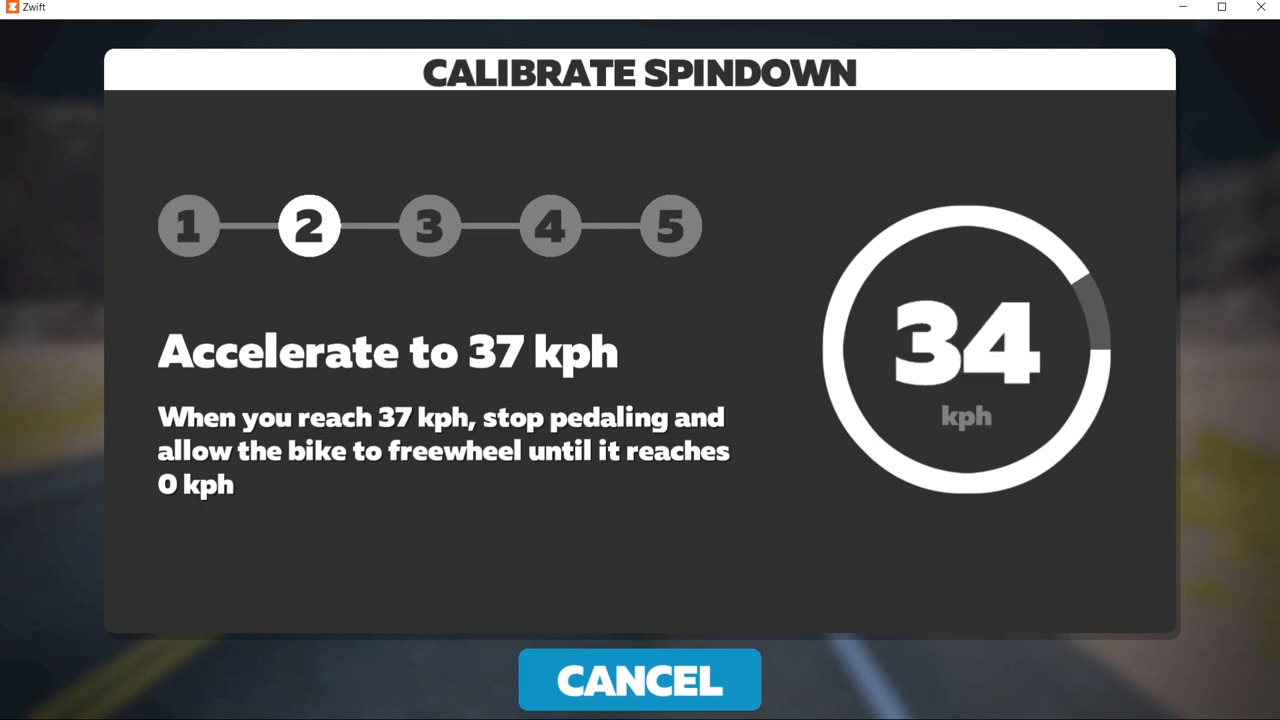 Zwift
CALIBRATE SPINDOWN
1 2 3 4 5
Accelerate to 37 kph
When you reach 37 kph, stop pedaling and
allow the bike to freewheel until it reaches
0 kph
34
kph
CANCEL